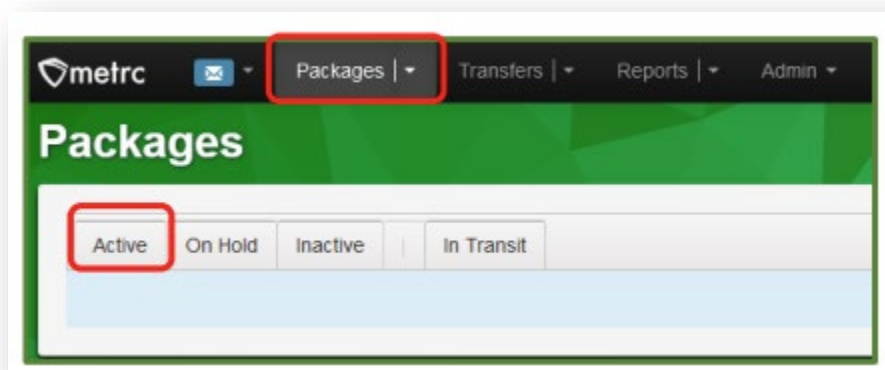 metrc Packages | Transfers | Reports | Admin
Packages
Active On Hold Inactive | In Transit